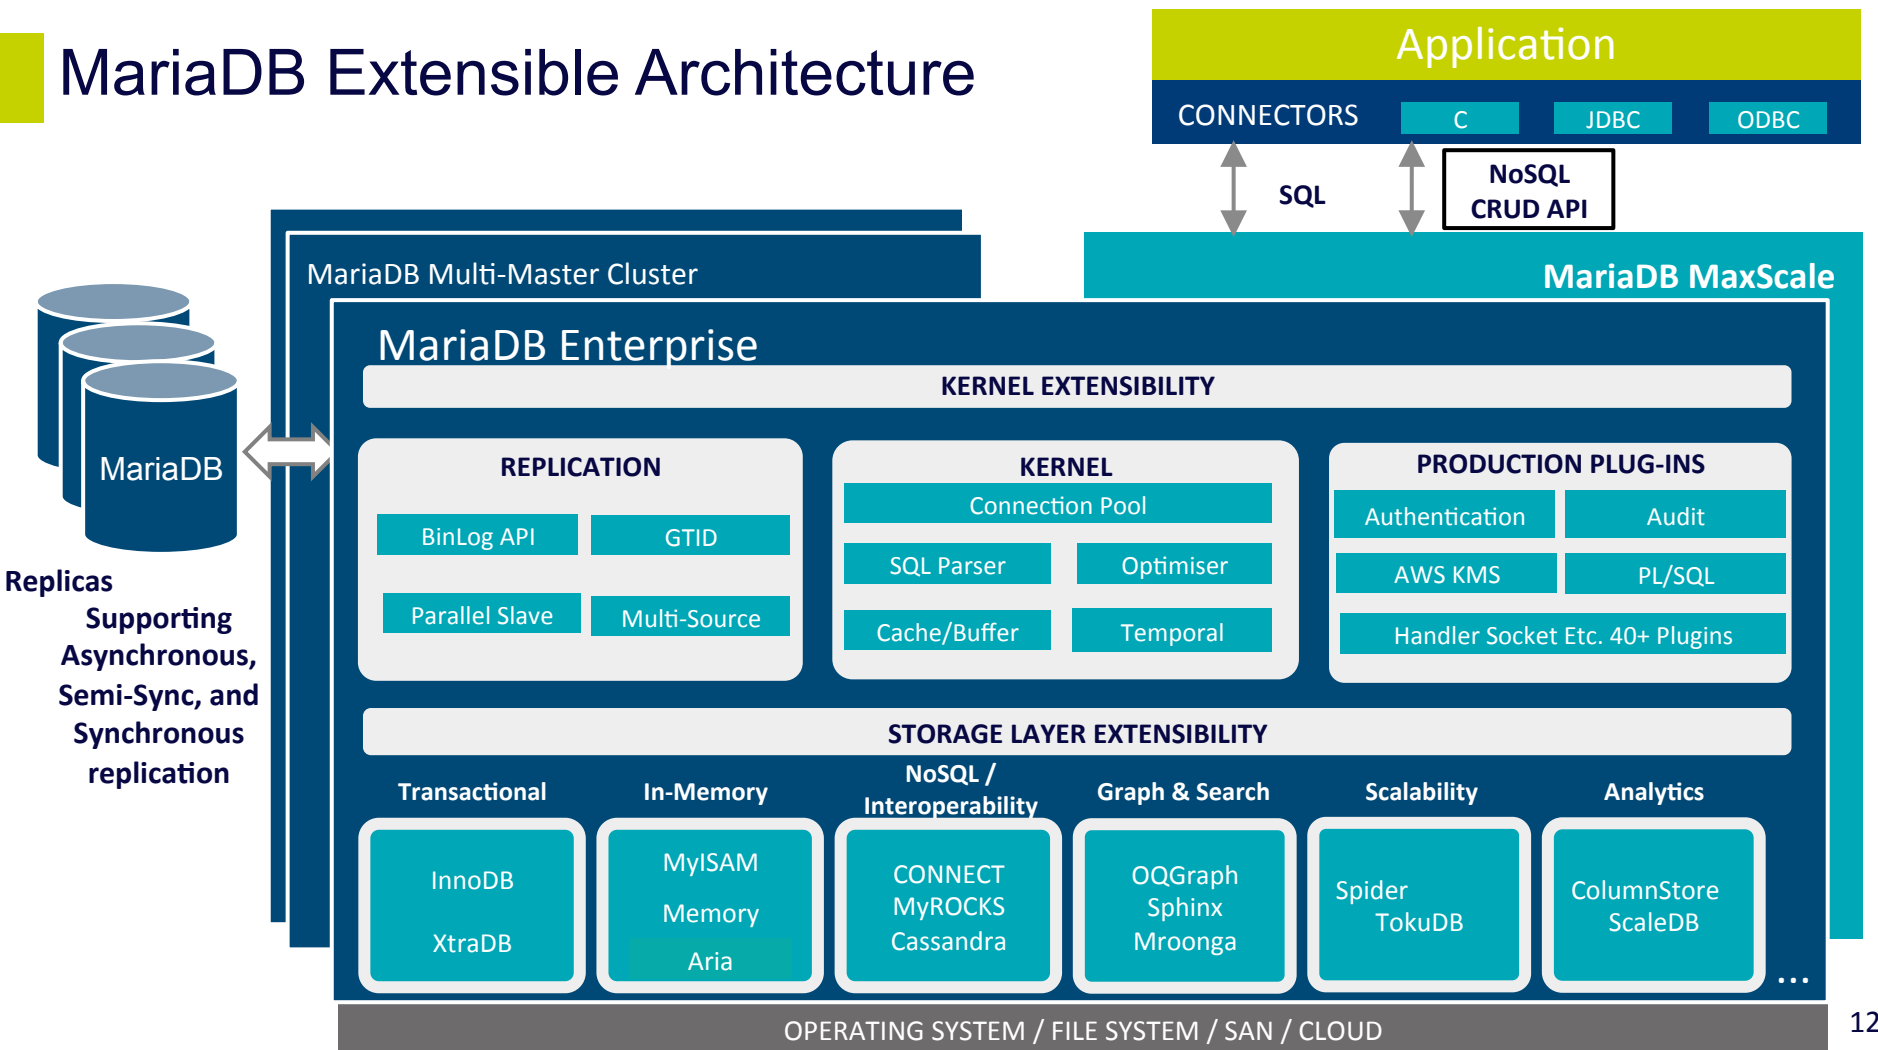 MariaDB Extensible Architecture
Application
CONNECTORS
C
JDBC
ODBC
SQL
NoSQL
CRUD API
MariaDB MaxScale
MariaDB Multi-Master Cluster
MariaDB Enterprise
KERNEL EXTENSIBILITY
MariaDB
Replicas
Supporting
Asynchronous,
Semi-Sync, and
Synchronous
replication
REPLICATION
BinLog API
GTID
Parallel Slave
Multi-Source
KERNEL
Connection Pool
SQL Parser
Optimiser
Cache/Buffer
Temporal
PRODUCTION PLUG-INS
Authentication
Audit
AWS KMS
PL/SQL
Handler Socket Etc. 40+ Plugins
STORAGE LAYER EXTENSIBILITY
Transactional
InnoDB
XtraDB
In-Memory
MyISAM
Memory
Aria
NoSQL /
Interoperability
CONNECT
MyROCKS
Cassandra
Graph & Search
OQGraph
Sphinx
Mroonga
Scalability
Spider
TokuDB
Analytics
ColumnStore
ScaleDB
...
OPERATING SYSTEM / FILE SYSTEM / SAN / CLOUD
12